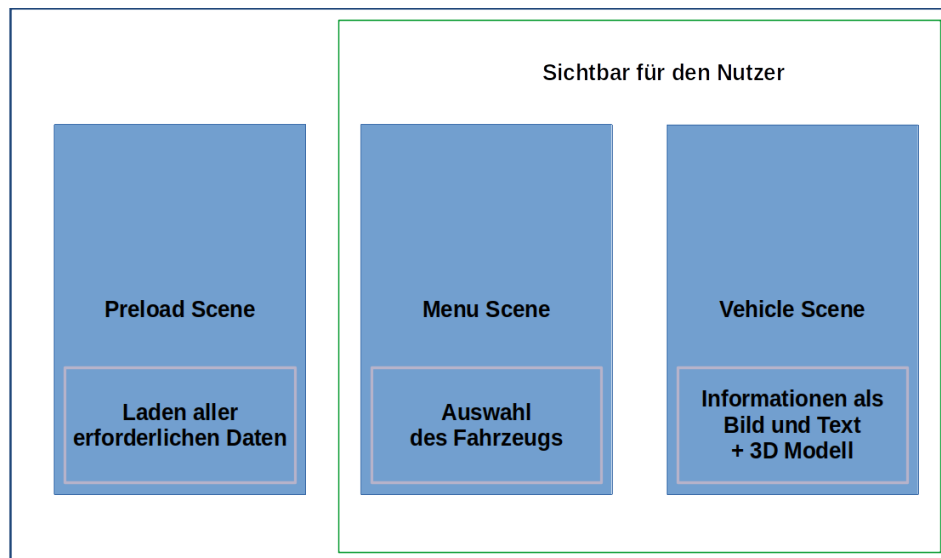 Sichtbar für den Nutzer
Preload Scene
Laden aller
erforderlichen Daten
Menu Scene
Auswahl
des Fahrzeugs
Vehicle Scene
Informationen als
Bild und Text
+ 3D Modell